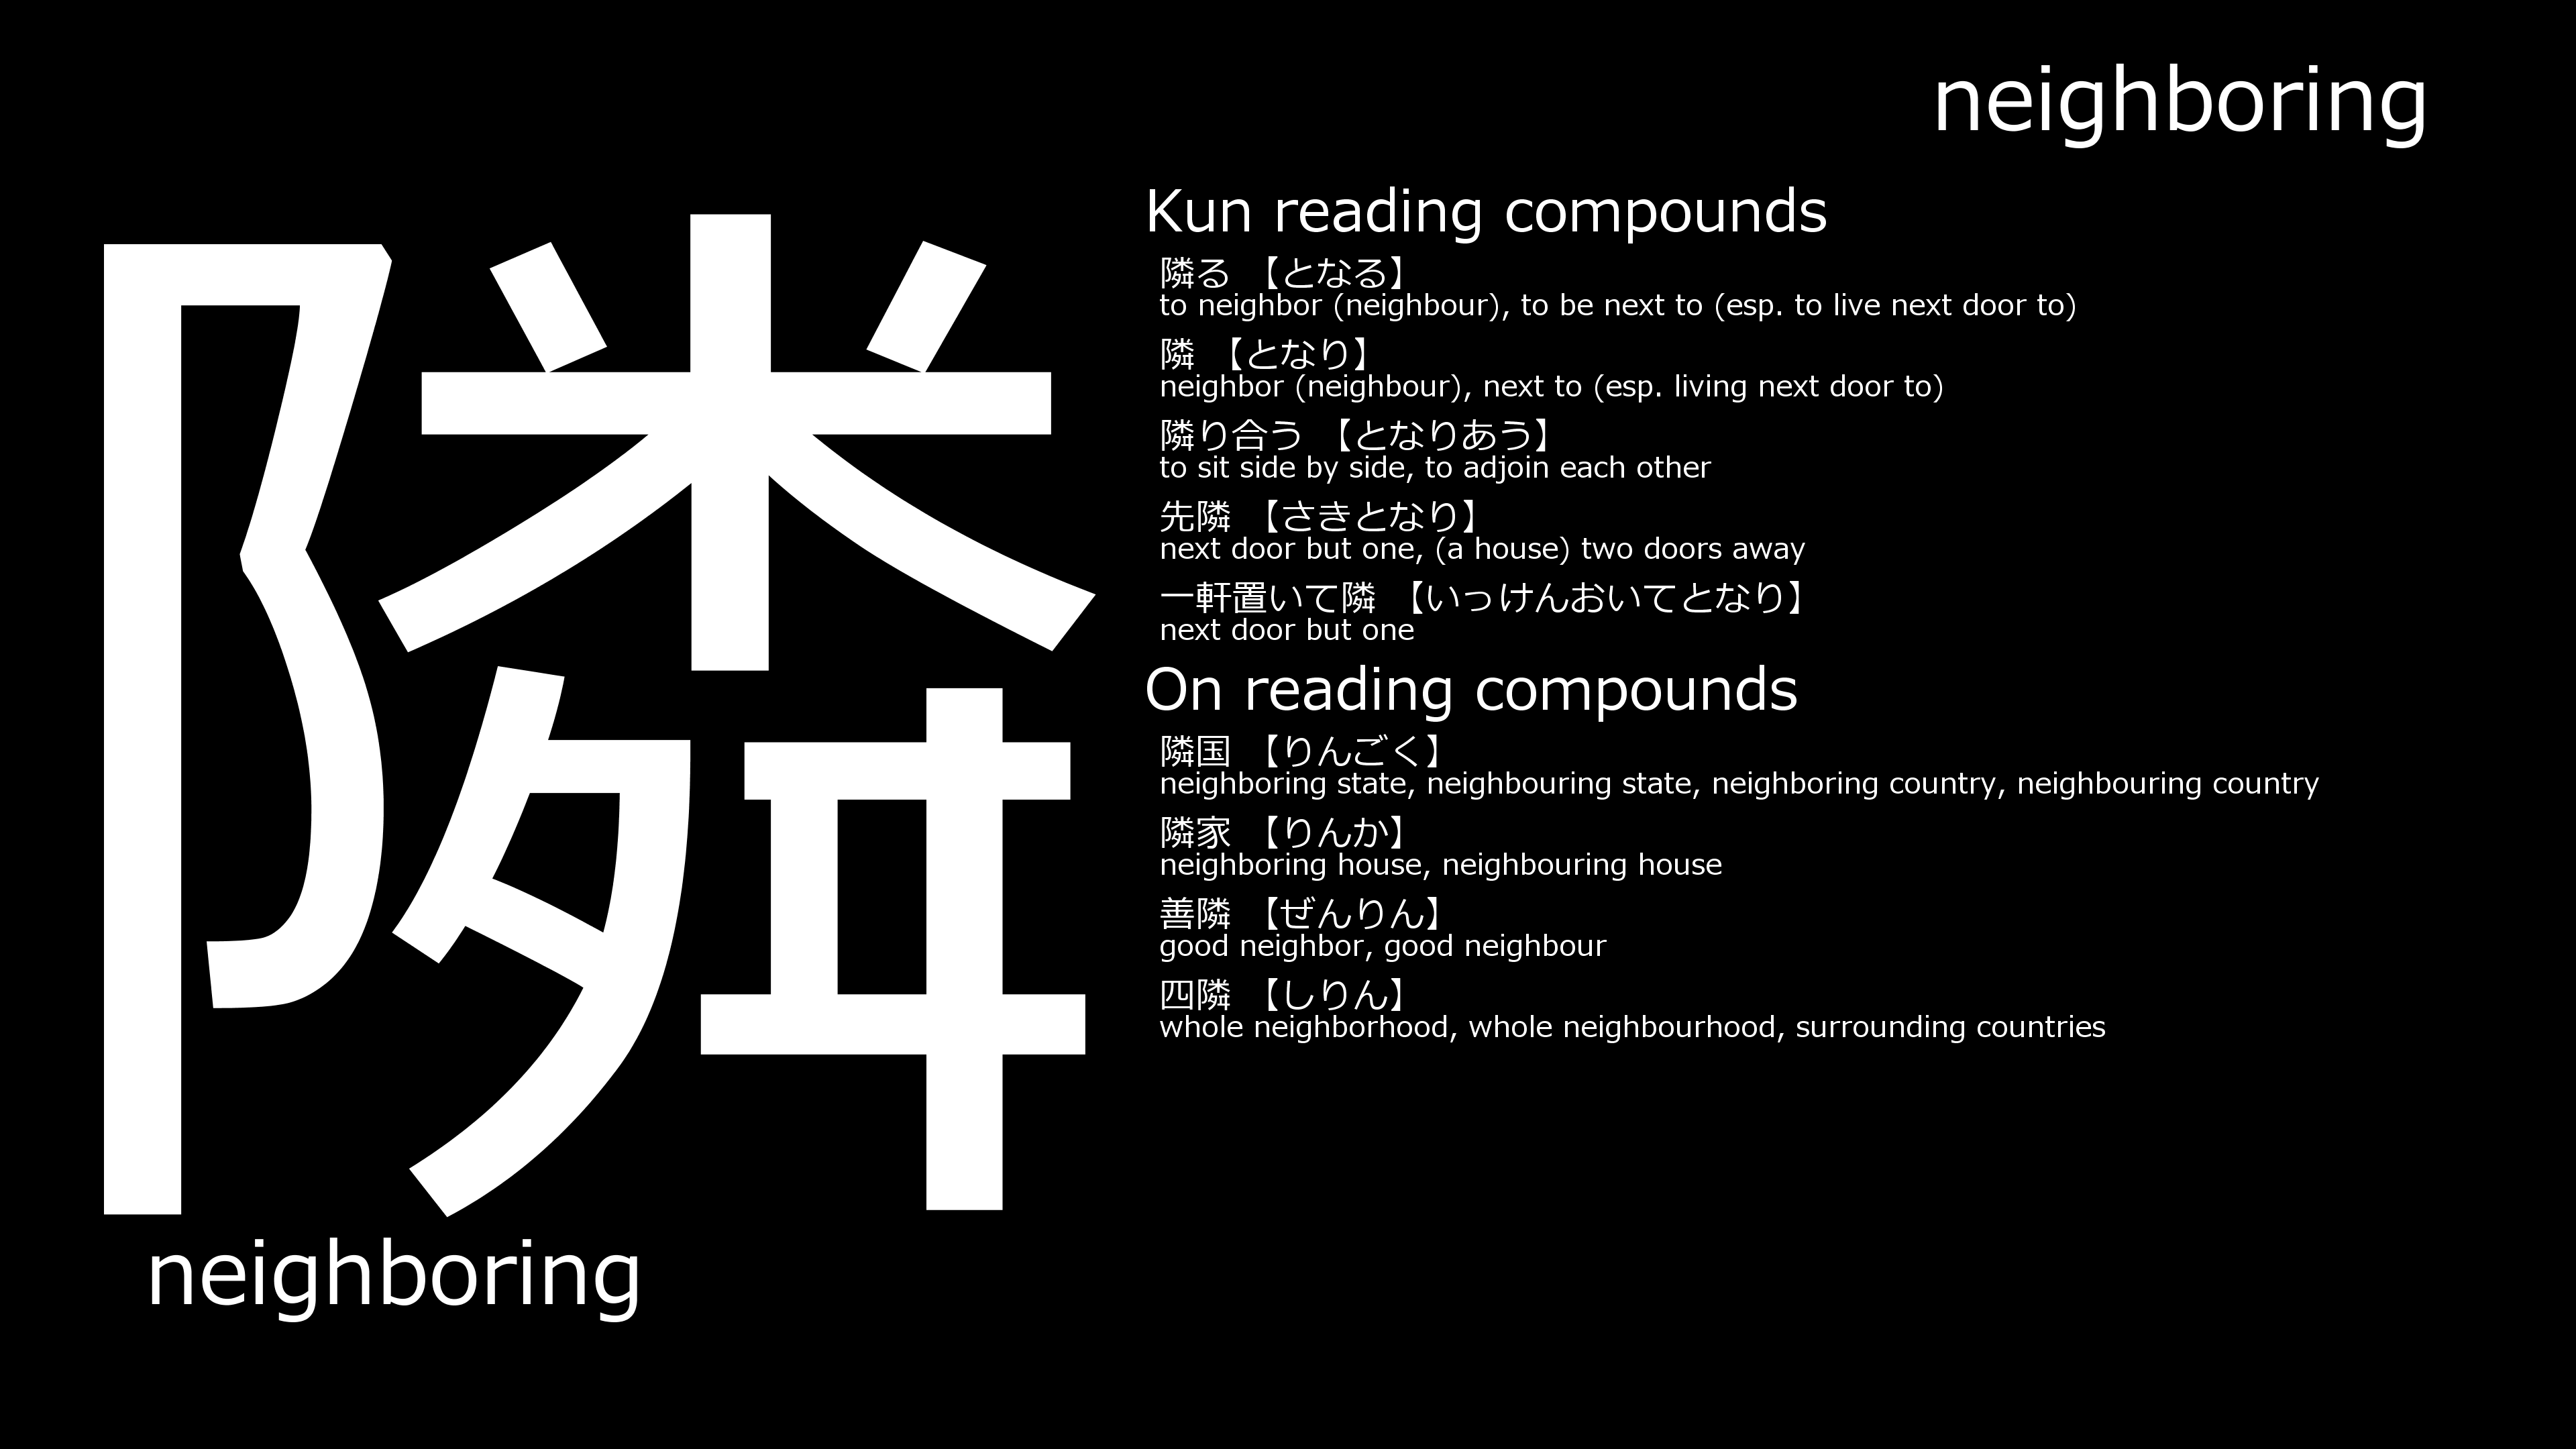 neighboring
隣
neighboring
Kun reading compounds
隣る 【となる】
to neighbor (neighbour), to be next to (esp. to live next door to)
隣 【となり】
neighbor (neighbour), next to (esp. living next door to)
隣り合う 【となりあう】
to sit side by side, to adjoin each other
先隣 【さきとなり】
next door but one, (a house) two doors away
一軒置いて隣 【いっけんおいてとなり】
next door but one
On reading compounds
隣国 【りんごく】
neighboring state, neighbouring state, neighboring country, neighbouring country
隣家 【りんか】
neighboring house, neighbouring house
善隣 【ぜんりん】
good neighbor, good neighbour
四隣 【しりん】
whole neighborhood, whole neighbourhood, surrounding countries